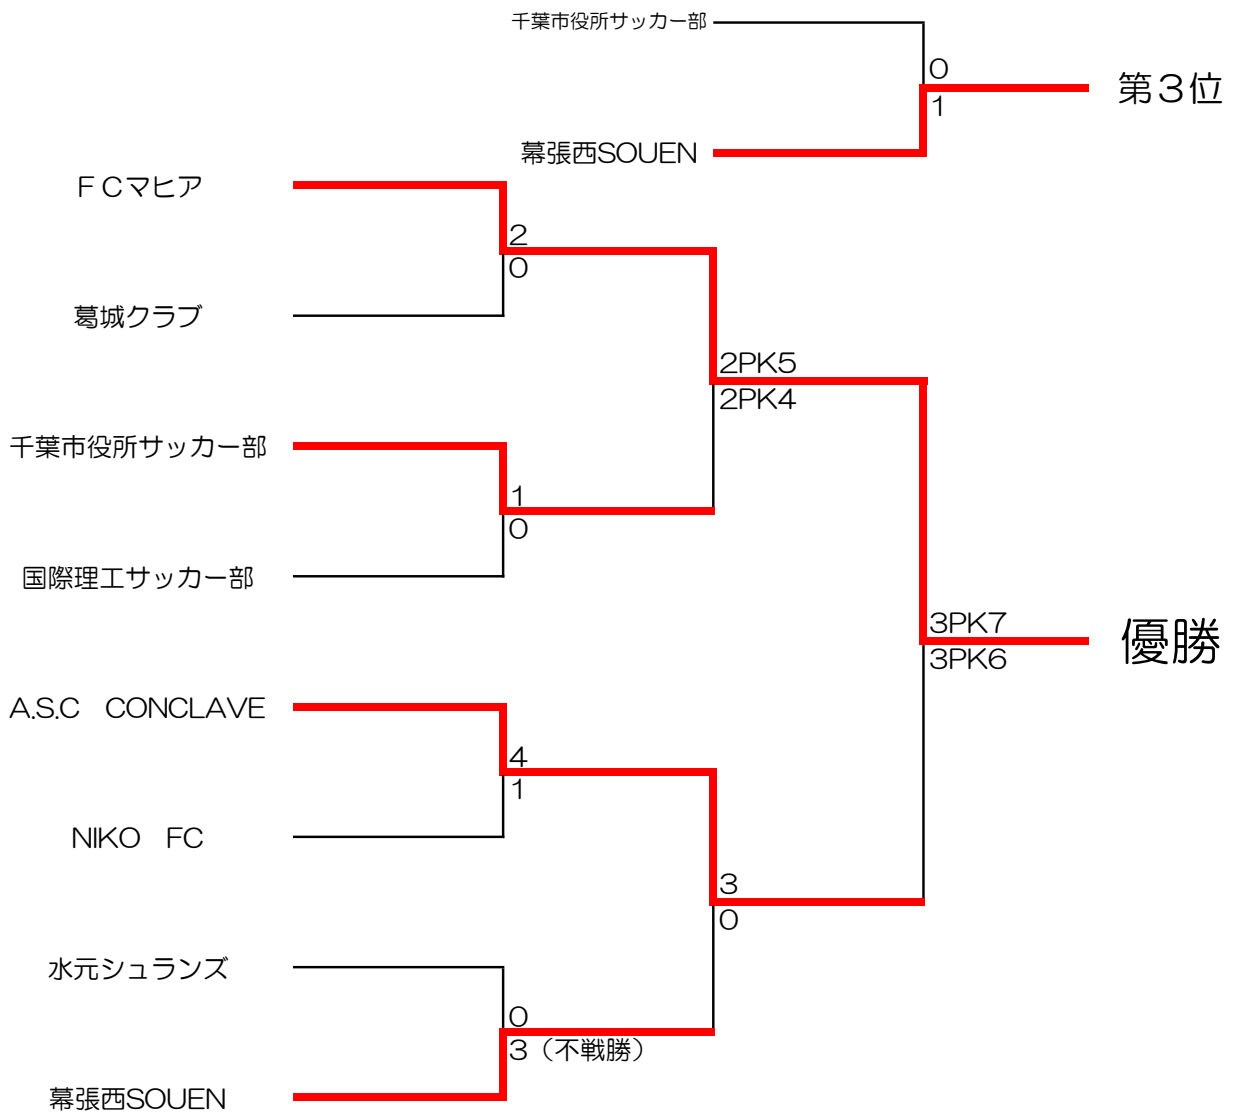 千葉市役所サッカー部
0
第３位
1
幕張西SOUEN
ＦＣマヒア
2
0
葛城クラブ
2PK5
2PK4
千葉市役所サッカー部
1
0
国際理工サッカー部
3PK7
優勝
3PK6
A.S.C　CONCLAVE
4
1
NIKO　FC
3
0
水元シュランズ
0
3（不戦勝）
幕張西SOUEN